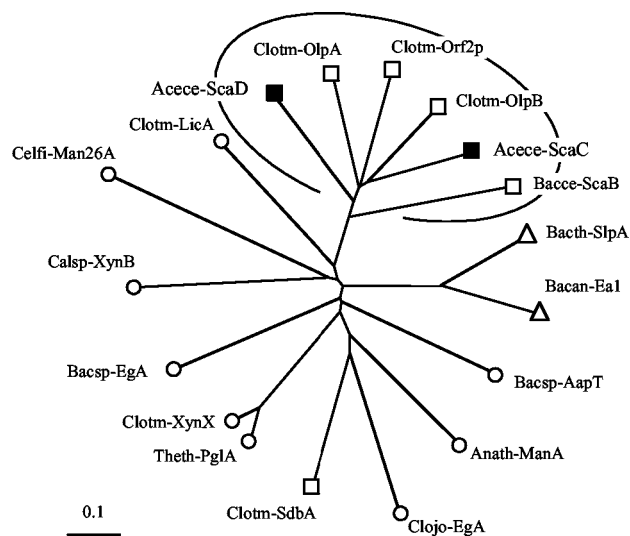 Clotm-Orf2p
Clotm-OlpA
Acece-ScaD
Clotm-OlpB
Clotm-LicA
Acece-ScaC
Celfi-Man26A
Bacce-ScaB
Bacth-SlpA
Calsp-XynB
Bacan-Ea1
Bacsp-EgA
Bacsp-AapT
Clotm-XynX
Theth-PglA
Anath-ManA
Clotm-SdbA
Clojo-EgA
0.1